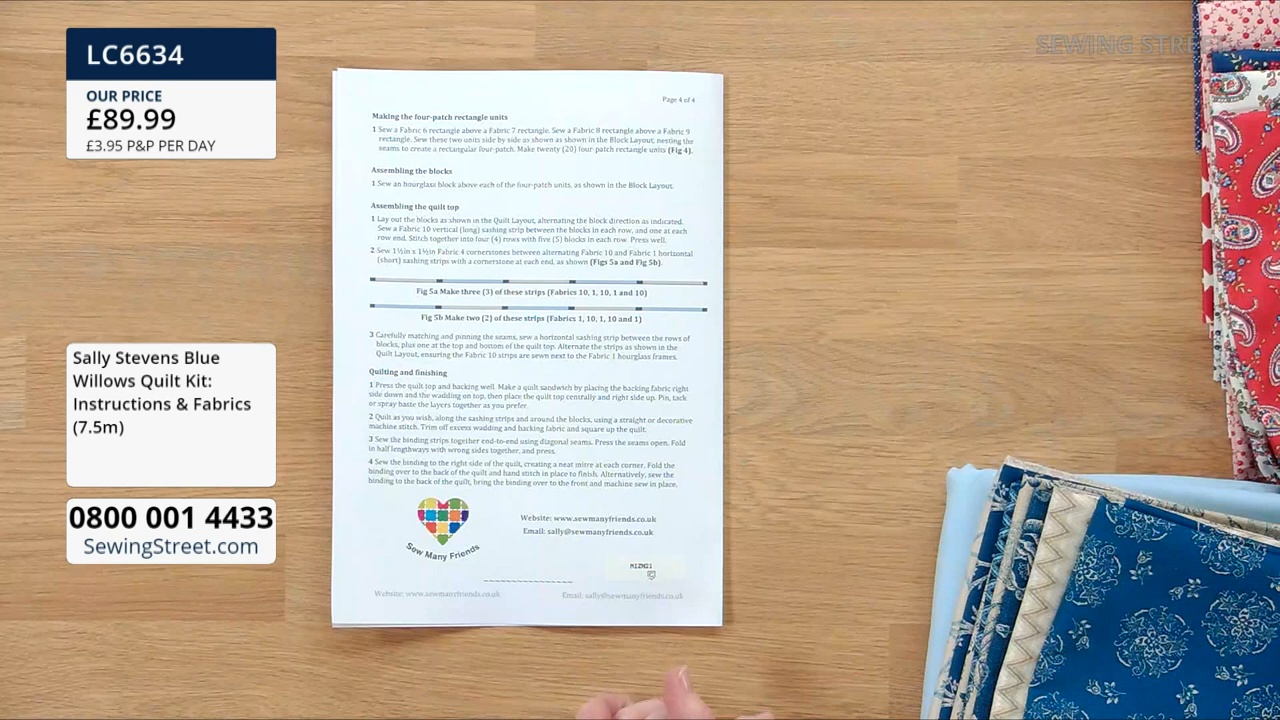 LC6634
OUR PRICE
£89.99
£3.95 P&P PER DAY
SEWING STREET
Page 4 of 4
Making the four-patch rectangle units
1 Sew a Fabric 6 rectangle above a Fabric 7 rectangle. Sew a Fabric 8 rectangle above a Fabric 9
rectangle. Sew these two units side by side as shown as shown in the Block Layout, nesting the
seams to create a rectangular four-patch. Make twenty (20) four-patch rectangle units (Fig 4).
Assembling the blocks
1 Sew an hourglass block above each of the four-patch units, as shown in the Block Layout.
Assembling the quilt top
1 Lay out the blocks as shown in the Quilt Layout, alternating the block direction as indicated.
Sew a Fabric 10 vertical (long) sashing strip between the blocks in each row, and one at each
row end. Stitch together into four (4) rows with five (5) blocks in each row. Press well.
2 Sew 1½in x 1½in Fabric 4 cornerstones between alternating Fabric 10 and Fabric 1 horizontal
(short) sashing strips with a cornerstone at each end, as shown (Figs 5a and Fig 5b).
Fig 5a Make three (3) of these strips (Fabrics 10, 1, 10, 1 and 10)
Fig 5b Make two (2) of these strips (Fabrics 1, 10, 1, 10 and 1)
3 Carefully matching and pinning the seams, sew a horizontal sashing strip between the rows of
blocks, plus one at the top and bottom of the quilt top. Alternate the strips as shown in the
Quilt Layout, ensuring the Fabric 10 strips are sewn next to the Fabric 1 hourglass frames.
Quilting and finishing
1 Press the quilt top and backing well. Make a quilt sandwich by placing the backing fabric right
side down and the wadding on top, then place the quilt top centrally and right side up. Pin, tack
or spray baste the layers together as you prefer.
2 Quilt as you wish, along the sashing strips and around the blocks, using a straight or decorative
machine stitch. Trim off excess wadding and backing fabric and square up the quilt.
3 Sew the binding strips together end-to-end using diagonal seams. Press the seams open. Fold
in half lengthways with wrong sides together, and press.
4 Sew the binding to the right side of the quilt, creating a neat mitre at each corner. Fold the
binding over to the back of the quilt and hand stitch in place to finish. Alternatively, sew the
binding to the back of the quilt, bring the binding over to the front and machine sew in place.
Sew Many Friends
Website: www.sewmanyfriends.co.uk
Email: sally@sewmanyfriends.co.uk
Website: www.sewmanyfriends.co.uk
Email: sally@sewmanyfriends.co.uk
Sally Stevens Blue
Willows Quilt Kit:
Instructions & Fabrics
(7.5m)
0800 001 4433
SewingStreet.com